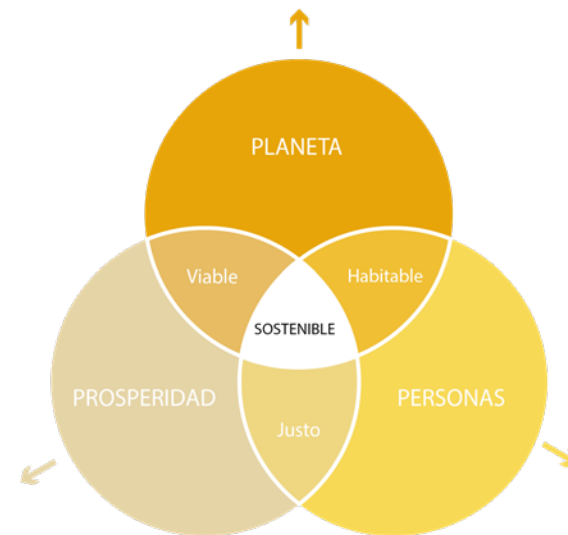 PLANETA
Viable
Habitable
SOSTENIBLE
PROSPERIDAD
PERSONAS
Justo